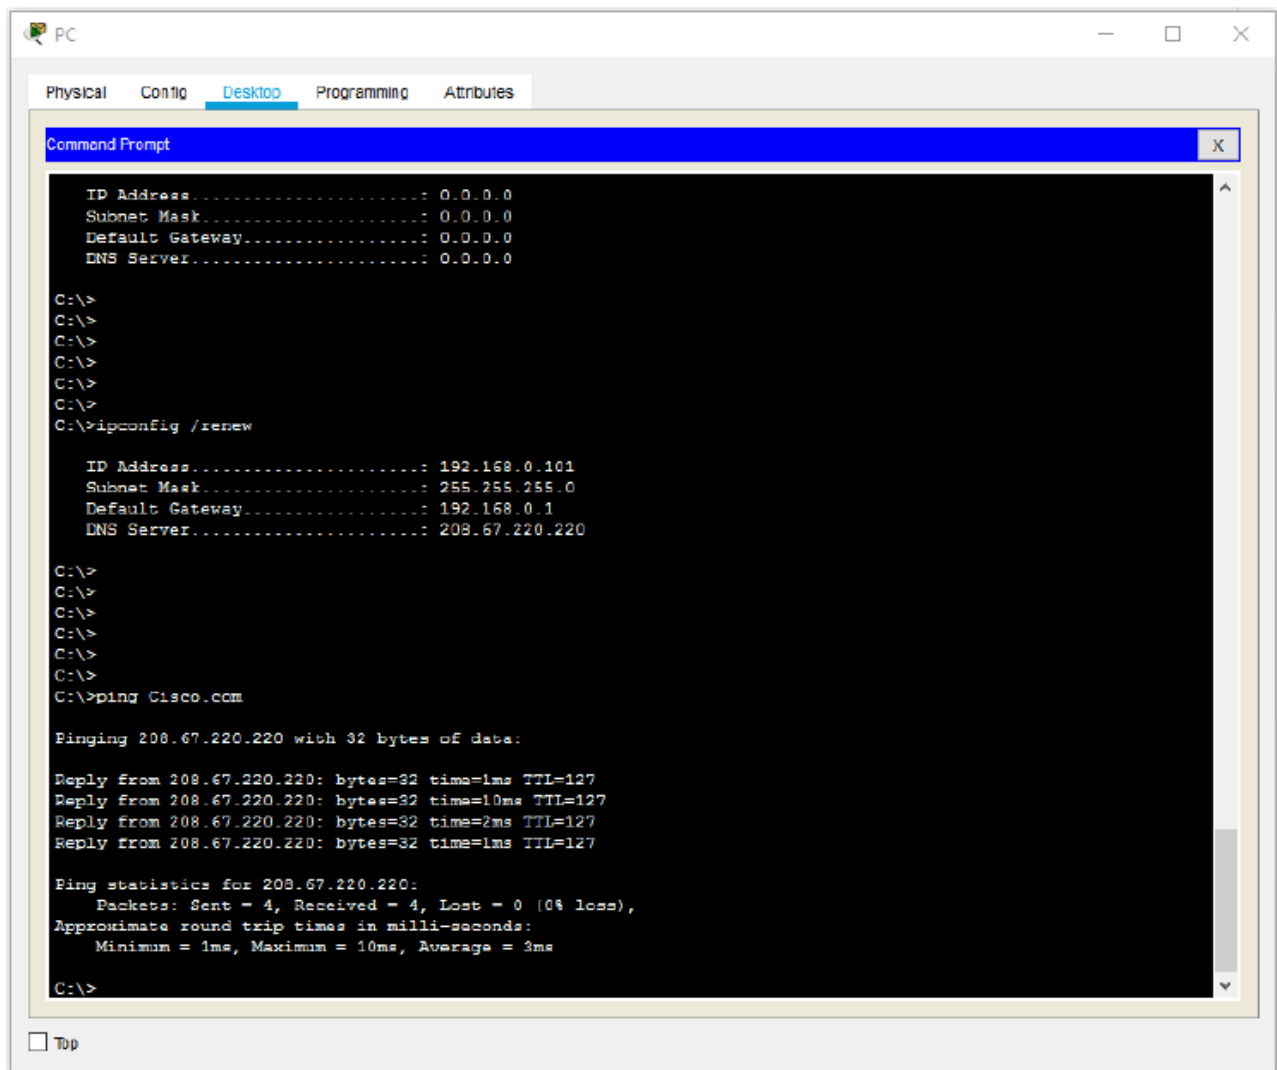 PC
Physical Config Desktop Programming Attributes
Command Prompt X
IP Address......................: 0.0.0.0
Subnet Mask.....................: 0.0.0.0
Default Gateway.................: 0.0.0.0
DNS Server......................: 0.0.0.0
C:\>
C:\>
C:\>
C:\>
C:\>
C:\>
C:\>ipconfig /renew
IP Address......................: 192.168.0.101
Subnet Mask.....................: 255.255.255.0
Default Gateway.................: 192.168.0.1
DNS Server......................: 208.67.220.220
C:\>
C:\>
C:\>
C:\>
C:\>
C:\>
C:\>ping Cisco.com
Pinging 208.67.220.220 with 32 bytes of data:
Reply from 208.67.220.220: bytes=32 time=1ms TTL=127
Reply from 208.67.220.220: bytes=32 time=10ms TTL=127
Reply from 208.67.220.220: bytes=32 time=2ms TTL=127
Reply from 208.67.220.220: bytes=32 time=1ms TTL=127
Ping statistics for 208.67.220.220:
Packets: Sent = 4, Received = 4, Lost = 0 (0% loss),
Approximate round trip times in milli-seconds:
Minimum = 1ms, Maximum = 10ms, Average = 3ms
C:\>
Top